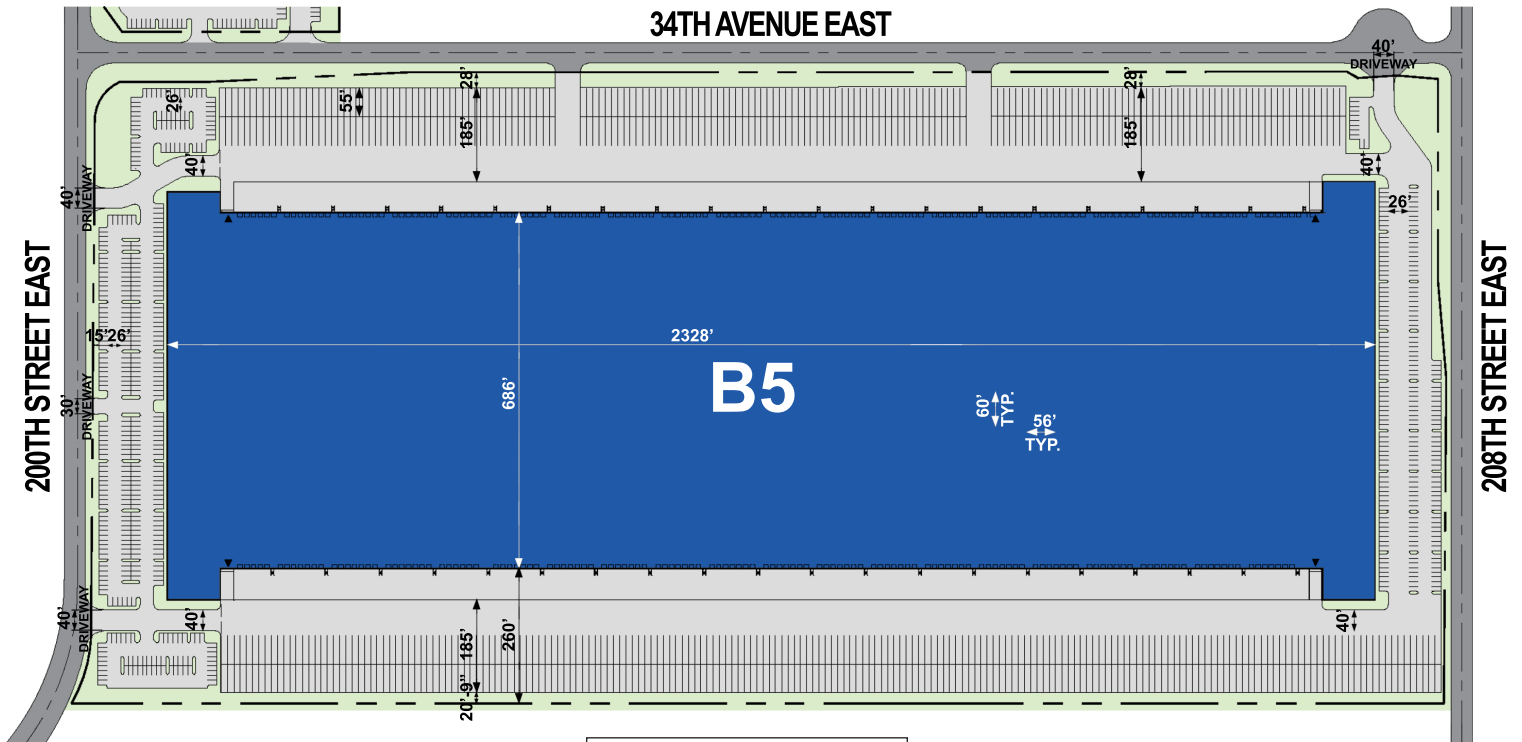 34TH AVENUE EAST
40’
DRIVEWAY
28’
28’
26’
55’
185’
185’
40’
40’
40’
DRIVEWAY
26’
200TH STREET EAST
208TH STREET EAST
15’26’
2328’
B5
686’
60’
TYP.
56’
TYP.
30’
DRIVEWAY
40’
DRIVEWAY
40’
185’
260’
40’
20’-9”